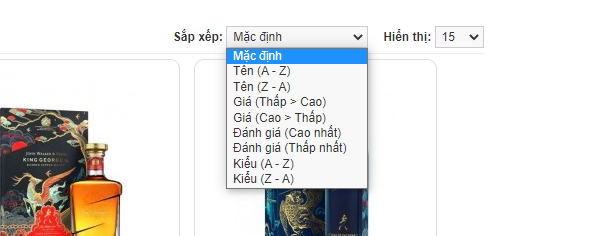 Sắp xếp: Mặc định Hiển thị: 15
Mặc định
Tên (A - Z)
Tên (Z - A)
Giá (Thấp > Cao)
Giá (Cao > Thấp)
Đánh giá (Cao nhất)
Đánh giá (Thấp nhất)
Kiểu (A - Z)
Kiểu (Z - A)
JOHN WALKER & SONS
KING GEORGE V